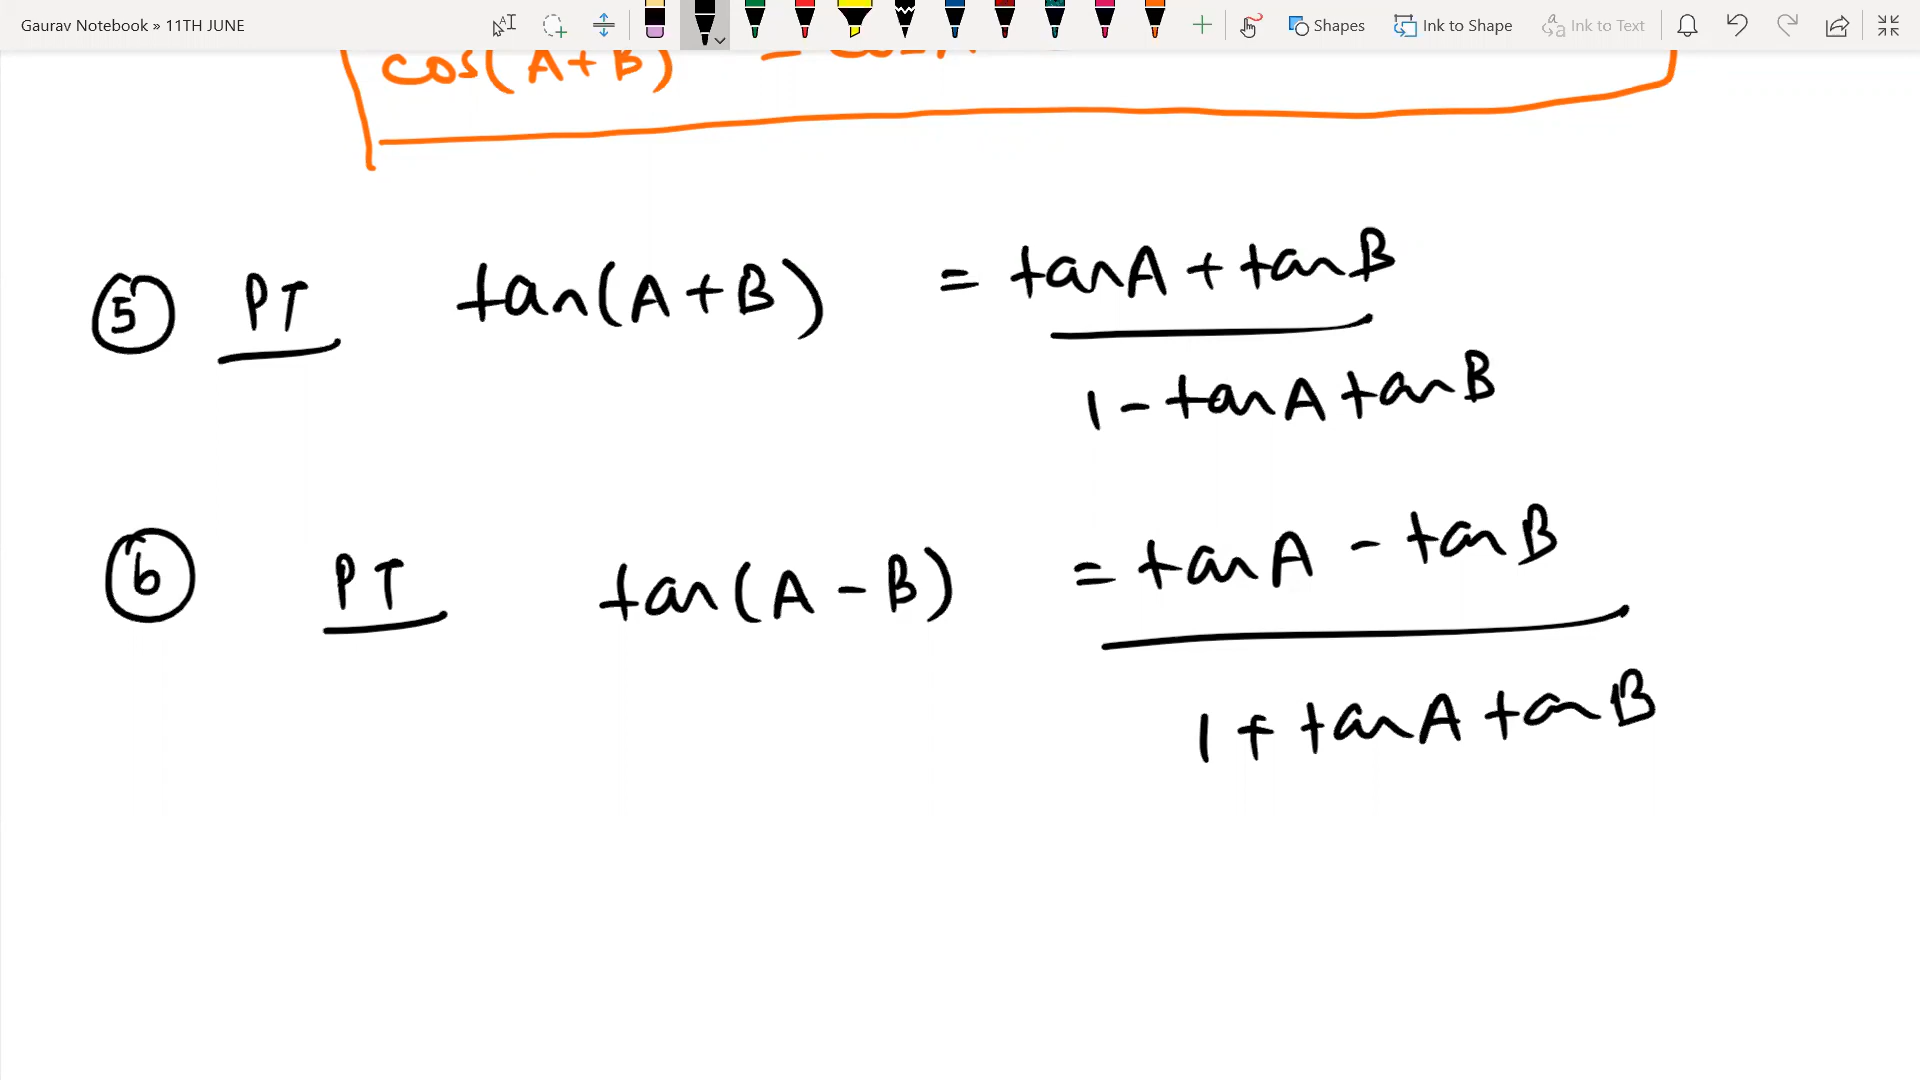 Gaurav Notebook » 11TH JUNE
Shapes Ink to Shape Ink to Text
cos(A+B) =
5 PT tan(A+B) = tanA + tanB
1 - tanA tanB
6 PT tan(A - B) = tanA - tanB
1 + tanA tanB